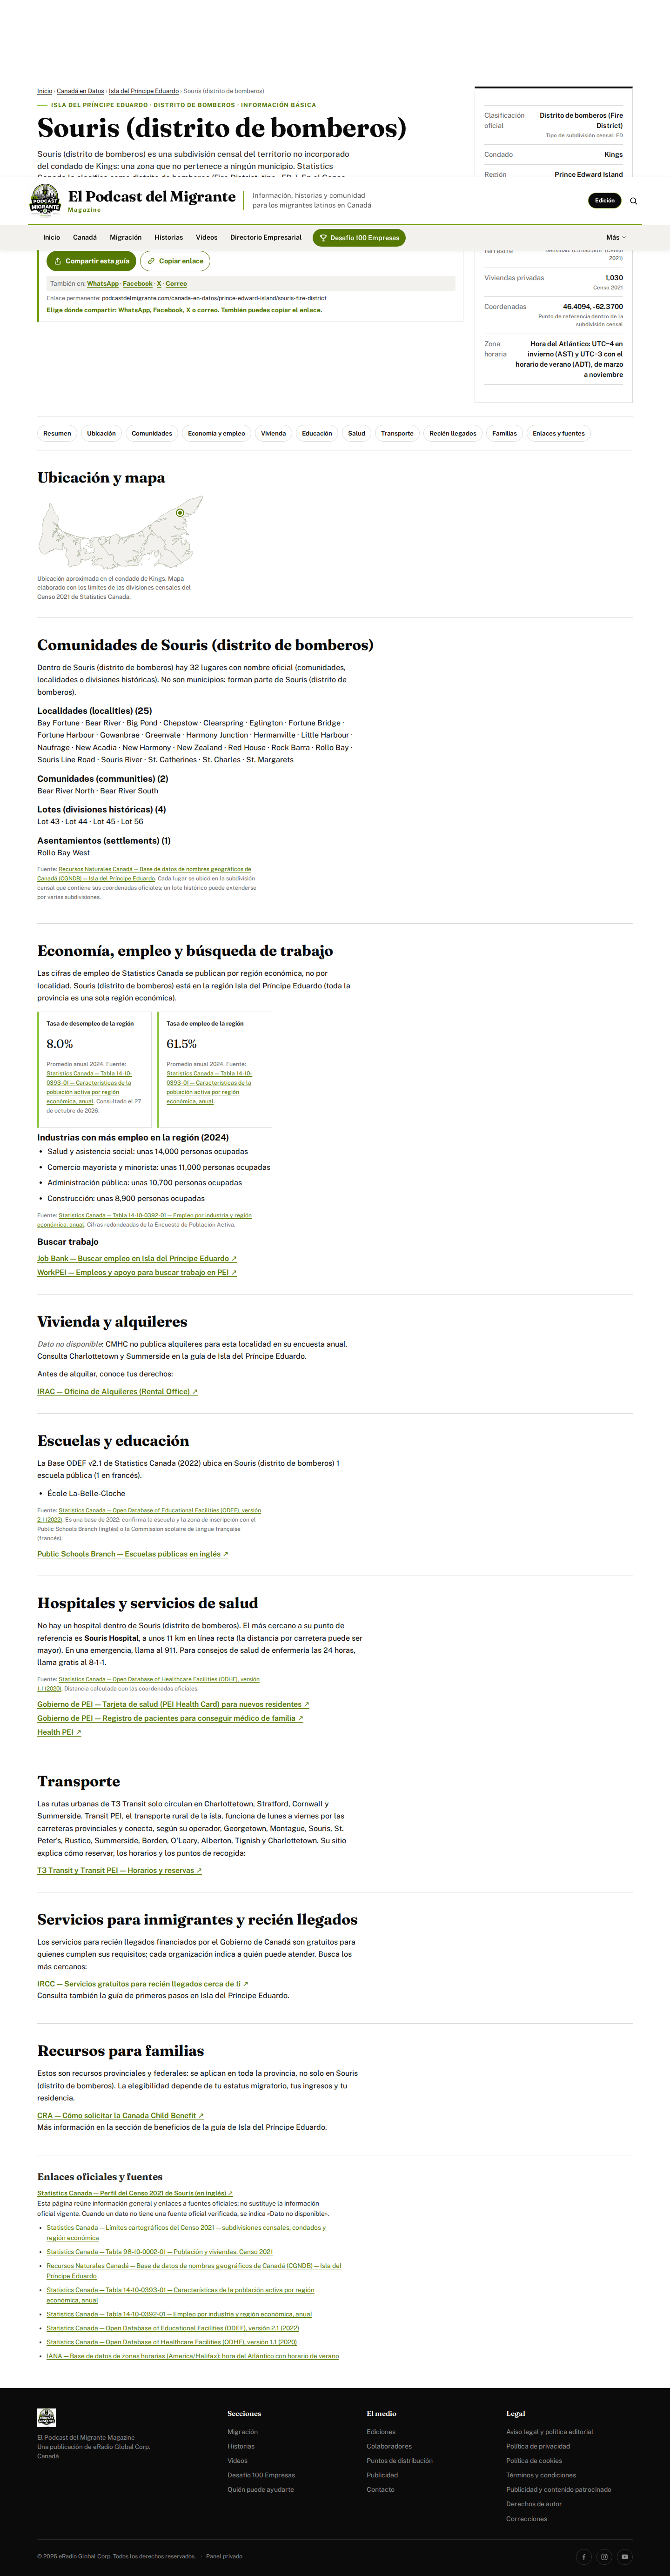 Inicio › Canadá en Datos › Isla del Príncipe Eduardo › Souris (distrito de bomberos)
ISLA DEL PRÍNCIPE EDUARDO · DISTRITO DE BOMBEROS · INFORMACIÓN BÁSICA
Souris (distrito de bomberos)
Souris (distrito de bomberos) es una subdivisión censal del territorio no incorporado
del condado de Kings: una zona que no pertenece a ningún municipio. Statistics
Clasificación oficial
Distrito de bomberos (Fire District)
Tipo de subdivisión censal: FD
Condado
Kings
Región
Prince Edward Island
PODCAST
MIGRANTE
El Podcast del Migrante
Magazine
Información, historias y comunidad
para los migrantes latinos en Canadá
Edición
Inicio
Canadá
Migración
Historias
Videos
Directorio Empresarial
Desafío 100 Empresas
Más
Compartir esta guía
Copiar enlace
También en: WhatsApp · Facebook · X · Correo
Enlace permanente: podcastdelmigrante.com/canada-en-datos/prince-edward-island/souris-fire-district
Elige dónde compartir: WhatsApp, Facebook, X o correo. También puedes copiar el enlace.
terrestre
2021)
Viviendas privadas
1,030
Censo 2021
Coordenadas
46.4094, -62.3700
Punto de referencia dentro de la
subdivisión censal
Zona horaria
Hora del Atlántico: UTC−4 en
invierno (AST) y UTC−3 con el
horario de verano (ADT), de marzo
a noviembre
Resumen
Ubicación
Comunidades
Economía y empleo
Vivienda
Educación
Salud
Transporte
Recién llegados
Familias
Enlaces y fuentes
Ubicación y mapa
Ubicación aproximada en el condado de Kings. Mapa
elaborado con los límites de las divisiones censales del
Censo 2021 de Statistics Canada.
Comunidades de Souris (distrito de bomberos)
Dentro de Souris (distrito de bomberos) hay 32 lugares con nombre oficial (comunidades,
localidades o divisiones históricas). No son municipios: forman parte de Souris (distrito de
bomberos).
Localidades (localities) (25)
Bay Fortune · Bear River · Big Pond · Chepstow · Clearspring · Eglington · Fortune Bridge ·
Fortune Harbour · Gowanbrae · Greenvale · Harmony Junction · Hermanville · Little Harbour ·
Naufrage · New Acadia · New Harmony · New Zealand · Red House · Rock Barra · Rollo Bay ·
Souris Line Road · Souris River · St. Catherines · St. Charles · St. Margarets
Comunidades (communities) (2)
Bear River North · Bear River South
Lotes (divisiones históricas) (4)
Lot 43 · Lot 44 · Lot 45 · Lot 56
Asentamientos (settlements) (1)
Rollo Bay West
Fuente: Recursos Naturales Canadá — Base de datos de nombres geográficos de
Canadá (CGNDB) — Isla del Príncipe Eduardo. Cada lugar se ubicó en la subdivisión
censal que contiene sus coordenadas oficiales; un lote histórico puede extenderse
por varias subdivisiones.
Economía, empleo y búsqueda de trabajo
Las cifras de empleo de Statistics Canada se publican por región económica, no por
localidad. Souris (distrito de bomberos) está en la región Isla del Príncipe Eduardo (toda la
provincia es una sola región económica).
Tasa de desempleo de la región
8.0%
Promedio anual 2024. Fuente:
Statistics Canada — Tabla 14-10-
0393-01 — Características de la
población activa por región
económica, anual. Consultado el 27
de octubre de 2026.
Tasa de empleo de la región
61.5%
Promedio anual 2024. Fuente:
Statistics Canada — Tabla 14-10-
0393-01 — Características de la
población activa por región
económica, anual.
Industrias con más empleo en la región (2024)
Salud y asistencia social: unas 14,000 personas ocupadas
Comercio mayorista y minorista: unas 11,000 personas ocupadas
Administración pública: unas 10,700 personas ocupadas
Construcción: unas 8,900 personas ocupadas
Fuente: Statistics Canada — Tabla 14-10-0392-01 — Empleo por industria y región
económica, anual. Cifras redondeadas de la Encuesta de Población Activa.
Buscar trabajo
Job Bank — Buscar empleo en Isla del Príncipe Eduardo ↗
WorkPEI — Empleos y apoyo para buscar trabajo en PEI ↗
Vivienda y alquileres
Dato no disponible: CMHC no publica alquileres para esta localidad en su encuesta anual.
Consulta Charlottetown y Summerside en la guía de Isla del Príncipe Eduardo.
Antes de alquilar, conoce tus derechos:
IRAC — Oficina de Alquileres (Rental Office) ↗
Escuelas y educación
La Base ODEF v2.1 de Statistics Canada (2022) ubica en Souris (distrito de bomberos) 1
escuela pública (1 en francés).
École La-Belle-Cloche
Fuente: Statistics Canada — Open Database of Educational Facilities (ODEF), versión
2.1 (2022). Es una base de 2022: confirma la escuela y la zona de inscripción con el
Public Schools Branch (inglés) o la Commission scolaire de langue française
(francés).
Public Schools Branch — Escuelas públicas en inglés ↗
Hospitales y servicios de salud
No hay un hospital dentro de Souris (distrito de bomberos). El más cercano a su punto de
referencia es Souris Hospital, a unos 11 km en línea recta (la distancia por carretera puede ser
mayor). En una emergencia, llama al 911. Para consejos de salud de enfermería las 24 horas,
llama gratis al 8-1-1.
Fuente: Statistics Canada — Open Database of Healthcare Facilities (ODHF), versión
1.1 (2020). Distancia calculada con las coordenadas oficiales.
Gobierno de PEI — Tarjeta de salud (PEI Health Card) para nuevos residentes ↗
Gobierno de PEI — Registro de pacientes para conseguir médico de familia ↗
Health PEI ↗
Transporte
Las rutas urbanas de T3 Transit solo circulan en Charlottetown, Stratford, Cornwall y
Summerside. Transit PEI, el transporte rural de la isla, funciona de lunes a viernes por las
carreteras provinciales y conecta, según su operador, Georgetown, Montague, Souris, St.
Peter's, Rustico, Summerside, Borden, O'Leary, Alberton, Tignish y Charlottetown. Su sitio
explica cómo reservar, los horarios y los puntos de recogida:
T3 Transit y Transit PEI — Horarios y reservas ↗
Servicios para inmigrantes y recién llegados
Los servicios para recién llegados financiados por el Gobierno de Canadá son gratuitos para
quienes cumplen sus requisitos; cada organización indica a quién puede atender. Busca los
más cercanos:
IRCC — Servicios gratuitos para recién llegados cerca de ti ↗
Consulta también la guía de primeros pasos en Isla del Príncipe Eduardo.
Recursos para familias
Estos son recursos provinciales y federales: se aplican en toda la provincia, no solo en Souris
(distrito de bomberos). La elegibilidad depende de tu estatus migratorio, tus ingresos y tu
residencia.
CRA — Cómo solicitar la Canada Child Benefit ↗
Más información en la sección de beneficios de la guía de Isla del Príncipe Eduardo.
Enlaces oficiales y fuentes
Statistics Canada — Perfil del Censo 2021 de Souris (en inglés) ↗
Esta página reúne información general y enlaces a fuentes oficiales; no sustituye la información
oficial vigente. Cuando un dato no tiene una fuente oficial verificada, se indica «Dato no disponible».
Statistics Canada — Límites cartográficos del Censo 2021 — subdivisiones censales, condados y
región económica
Statistics Canada — Tabla 98-10-0002-01 — Población y viviendas, Censo 2021
Recursos Naturales Canadá — Base de datos de nombres geográficos de Canadá (CGNDB) — Isla del
Príncipe Eduardo
Statistics Canada — Tabla 14-10-0393-01 — Características de la población activa por región
económica, anual
Statistics Canada — Tabla 14-10-0392-01 — Empleo por industria y región económica, anual
Statistics Canada — Open Database of Educational Facilities (ODEF), versión 2.1 (2022)
Statistics Canada — Open Database of Healthcare Facilities (ODHF), versión 1.1 (2020)
IANA — Base de datos de zonas horarias (America/Halifax): hora del Atlántico con horario de verano
El Podcast del Migrante Magazine
Una publicación de eRadio Global Corp.
Canadá
Secciones
Migración
Historias
Videos
Desafío 100 Empresas
Quién puede ayudarte
El medio
Ediciones
Colaboradores
Puntos de distribución
Publicidad
Contacto
Legal
Aviso legal y política editorial
Política de privacidad
Política de cookies
Términos y condiciones
Publicidad y contenido patrocinado
Derechos de autor
Correcciones
© 2026 eRadio Global Corp. Todos los derechos reservados. · Panel privado